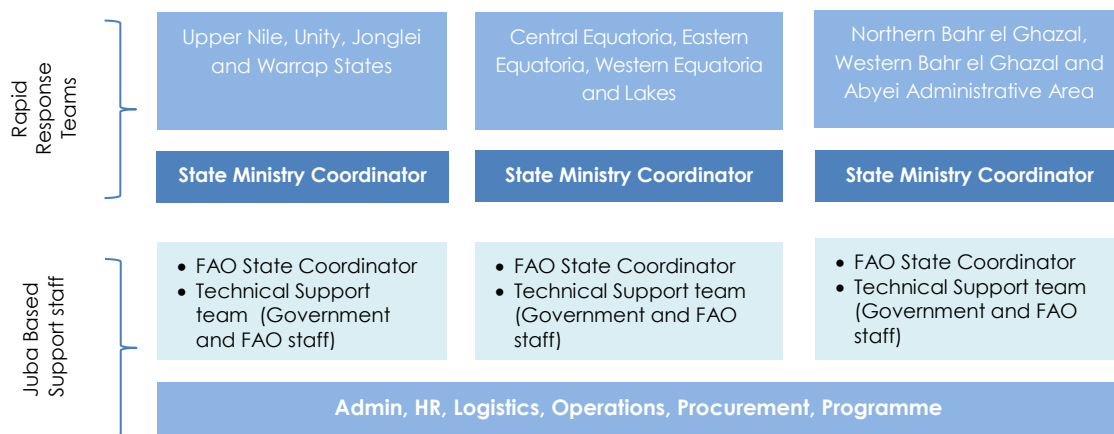 Rapid
Response
Teams
Upper Nile, Unity, Jonglei
and Warrap States
Central Equatoria, Eastern
Equatoria, Western Equatoria
and Lakes
Northern Bahr el Ghazal,
Western Bahr el Ghazal and
Abyei Administrative Area
State Ministry Coordinator
State Ministry Coordinator
State Ministry Coordinator
Juba Based
Support staff
• FAO State Coordinator
• Technical Support
team (Government
and FAO staff)
• FAO State Coordinator
• Technical Support team
(Government and FAO
staff)
• FAO State Coordinator
• Technical Support team
(Government and FAO
staff)
Admin, HR, Logistics, Operations, Procurement, Programme